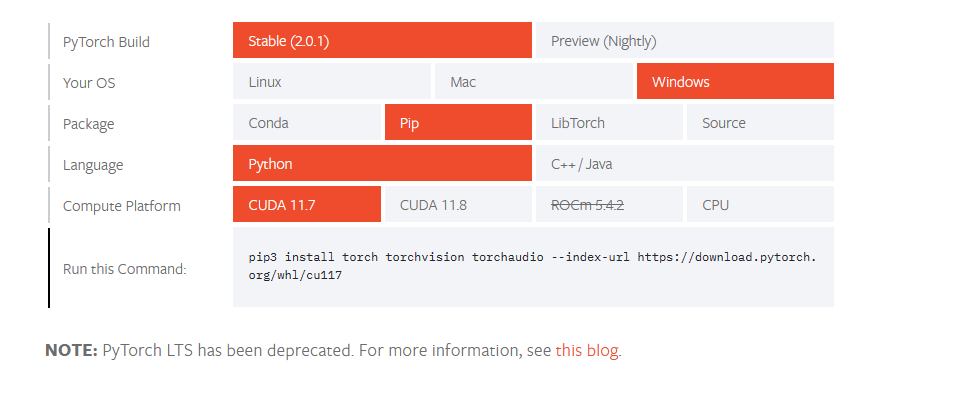 PyTorch Build Stable (2.0.1) Preview (Nightly)
Your OS Linux Mac Windows
Package Conda Pip LibTorch Source
Language Python C++ / Java
Compute Platform CUDA 11.7 CUDA 11.8 ROCm 5.4.2 CPU
Run this Command: pip3 install torch torchvision torchaudio --index-url https://download.pytorch.
org/whl/cu117
NOTE: PyTorch LTS has been deprecated. For more information, see this blog.